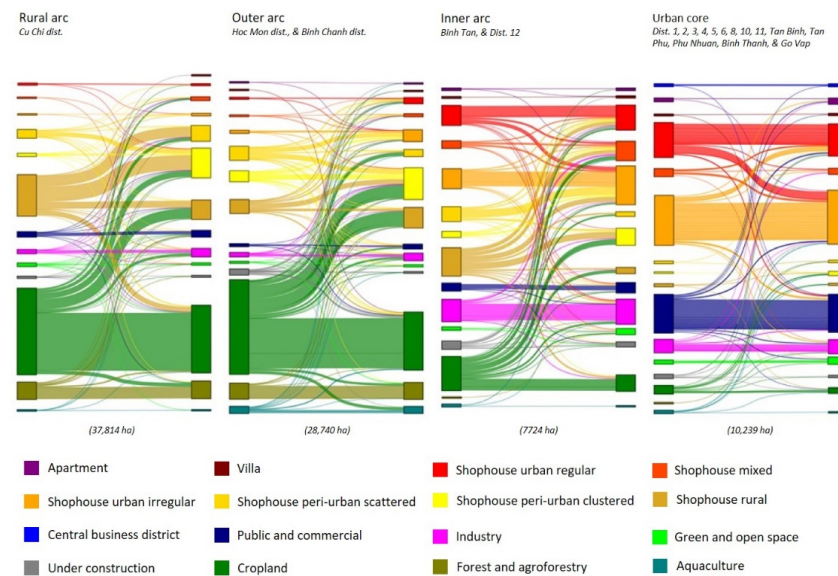 Rural arc
Cu Chi dist.
Outer arc
Hoc Mon dist., & Binh Chanh dist.
Inner arc
Binh Tan, & Dist. 12
Urban core
Dist. 1, 2, 3, 4, 5, 6, 8, 10, 11, Tan Binh, Tan
Phu, Phu Nhuan, Binh Thanh, & Go Vap
(37,814 ha)
(28,740 ha)
(7724 ha)
(10,239 ha)
Apartment
Villa
Shophouse urban regular
Shophouse mixed
Shophouse urban irregular
Shophouse peri-urban scattered
Shophouse peri-urban clustered
Shophouse rural
Central business district
Public and commercial
Industry
Green and open space
Under construction
Cropland
Forest and agroforestry
Aquaculture